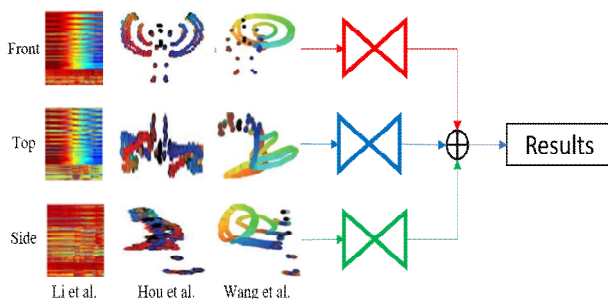 Front
Top
Results
Side
Li et al.
Hou et al.
Wang et al.